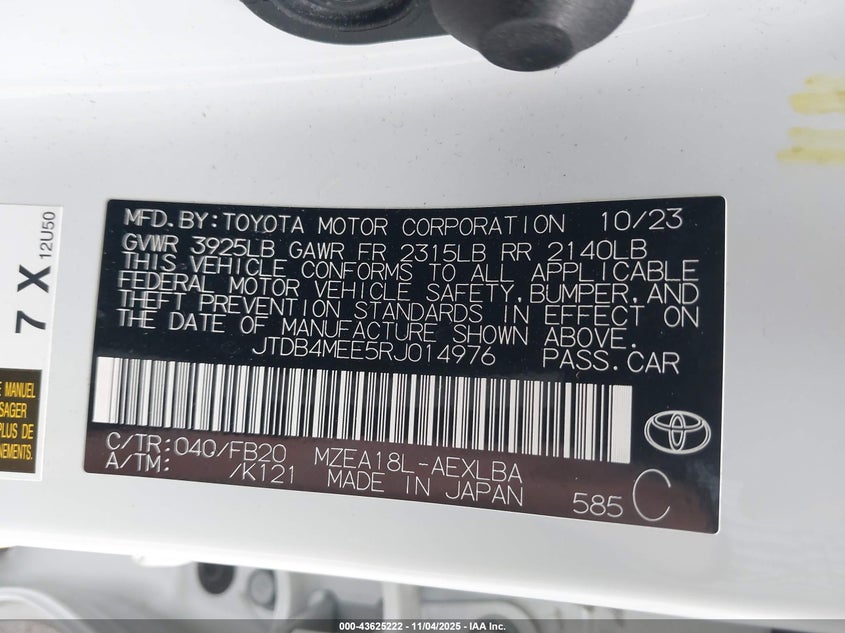 MFD. BY: TOYOTA MOTOR CORPORATION 10/23
GVWR 3925LB GAWR FR 2315LB RR 2140LB
THIS VEHICLE CONFORMS TO ALL APPLICABLE
FEDERAL MOTOR VEHICLE SAFETY, BUMPER, AND
THEFT PREVENTION STANDARDS IN EFFECT ON
THE DATE OF MANUFACTURE SHOWN ABOVE.
JTDB4MEE5RJ014976 PASS. CAR
C/TR: 040/FB20 MZEA18L-AEXLBA
A/TM: /K121 MADE IN JAPAN 585 C
7 X 12U50
MANUEL
SAGER
PLUS DE
000-43625222 - 11/04/2025 - IAA Inc.